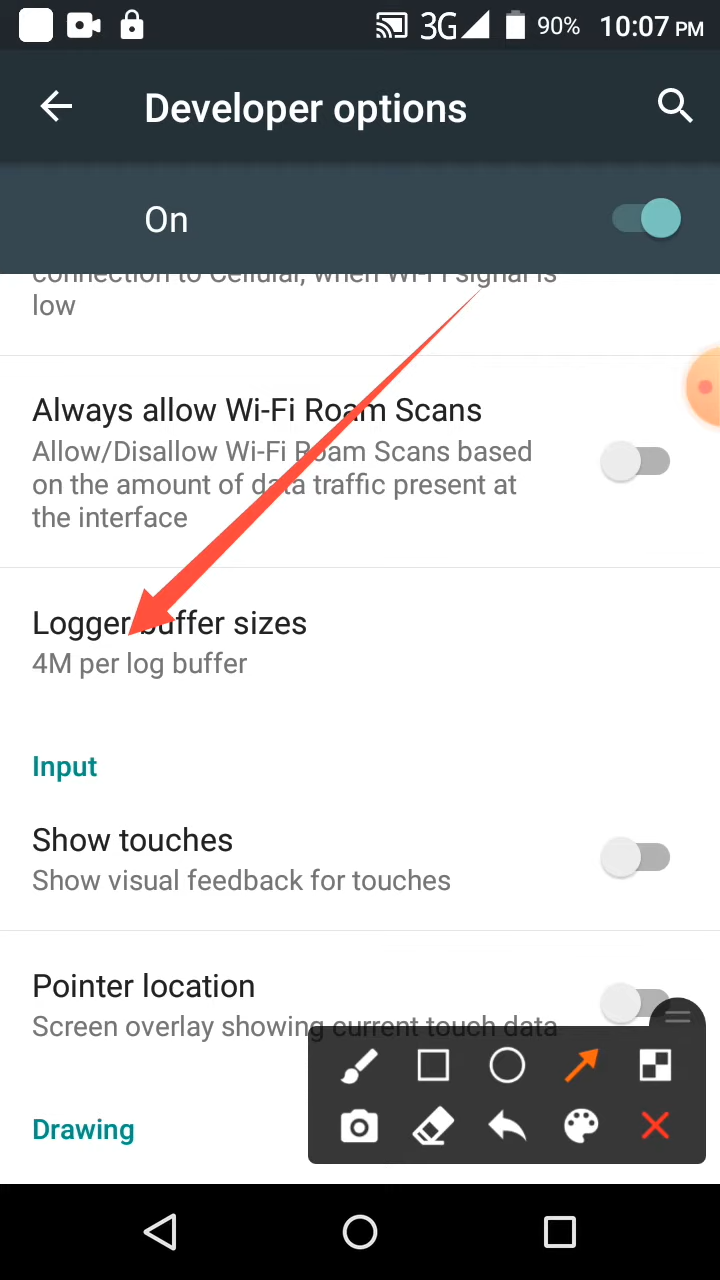 3G 90% 10:07 PM
Developer options
On
connection to Cellular, when Wi-Fi signal is
low
Always allow Wi-Fi Roam Scans
Allow/Disallow Wi-Fi Roam Scans based
on the amount of data traffic present at
the interface
Logger buffer sizes
4M per log buffer
Input
Show touches
Show visual feedback for touches
Pointer location
Screen overlay showing current touch data
Drawing